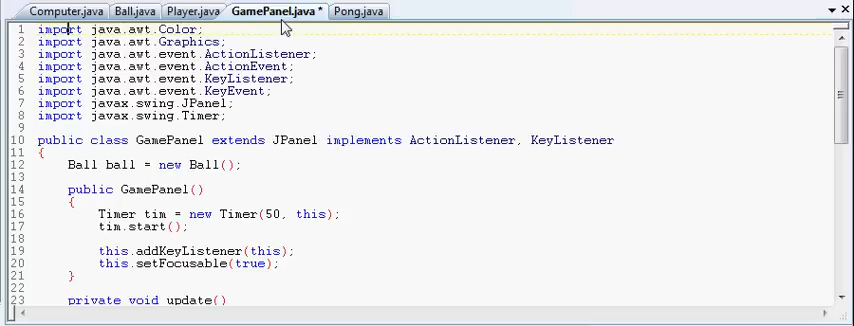 Computer.java Ball.java Player.java GamePanel.java * Pong.java
1 import java.awt.Color;
2 import java.awt.Graphics;
3 import java.awt.event.ActionListener;
4 import java.awt.event.ActionEvent;
5 import java.awt.event.KeyListener;
6 import java.awt.event.KeyEvent;
7 import javax.swing.JPanel;
8 import javax.swing.Timer;
9
10 public class GamePanel extends JPanel implements ActionListener, KeyListener
11 {
12 Ball ball = new Ball();
13
14 public GamePanel()
15 {
16 Timer tim = new Timer(50, this);
17 tim.start();
18
19 this.addKeyListener(this);
20 this.setFocusable(true);
21 }
22
23 private void update()